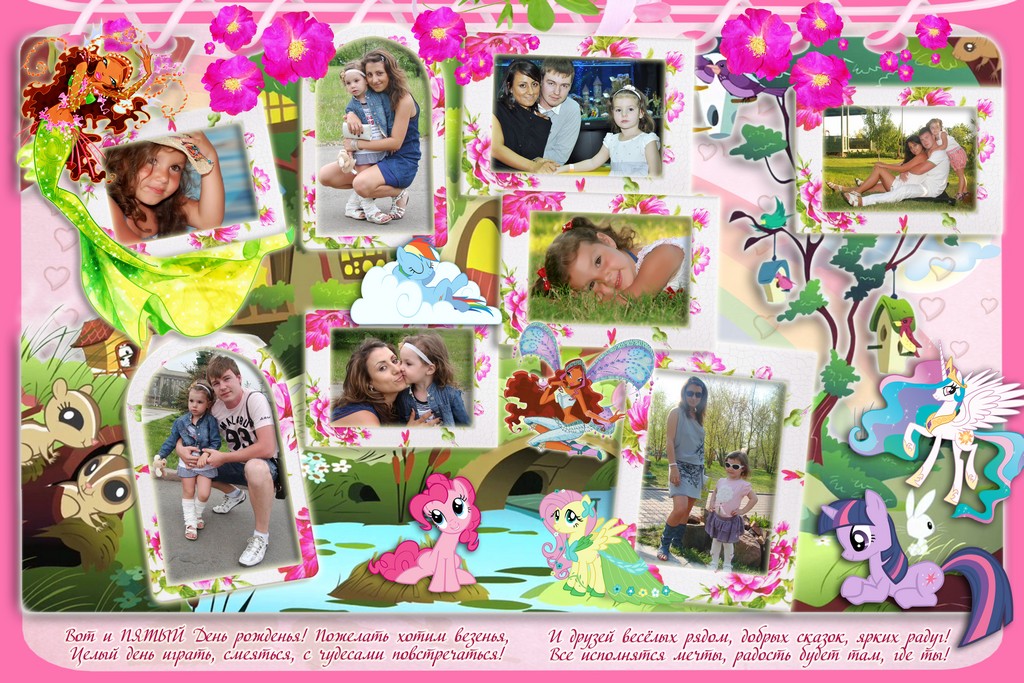 Вот и ПЯТЫЙ День рожденья! Пожелать хотим везенья,
Целый день играть, смеяться, с чудесами повстречаться!
И друзей весёлых рядом, добрых сказок, ярких радуг!
Все исполнятся мечты, радость будет там, где ты!
93